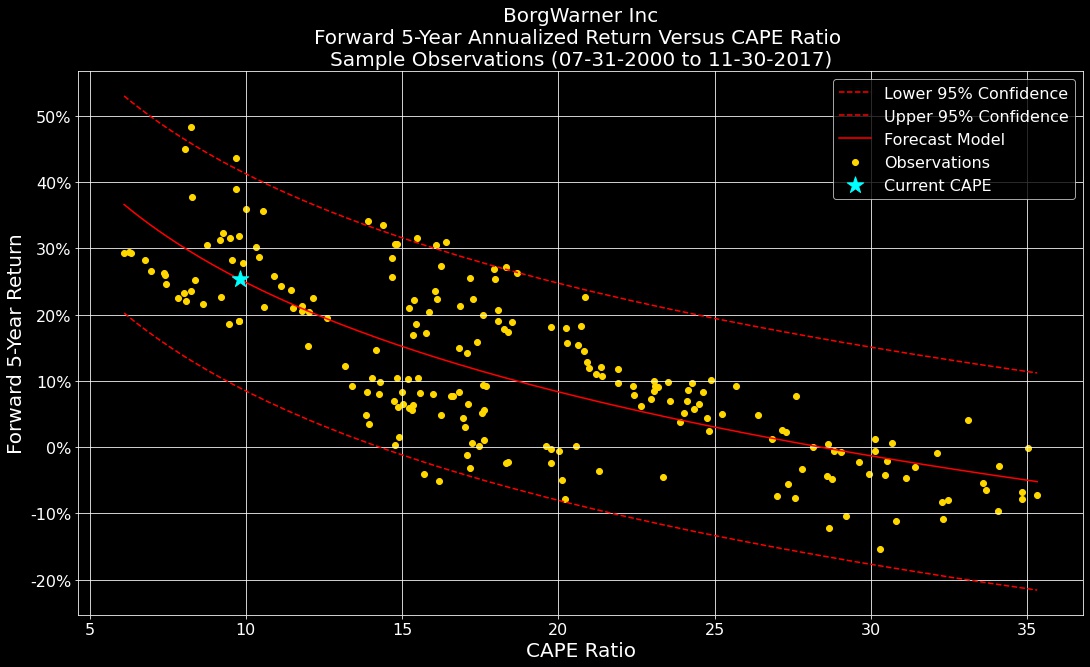 BorgWarner Inc
Forward 5-Year Annualized Return Versus CAPE Ratio
Sample Observations (07-31-2000 to 11-30-2017)
Lower 95% Confidence
Upper 95% Confidence
Forecast Model
Observations
Current CAPE
Forward 5-Year Return
50%
40%
30%
20%
10%
0%
-10%
-20%
5 10 15 20 25 30 35
CAPE Ratio